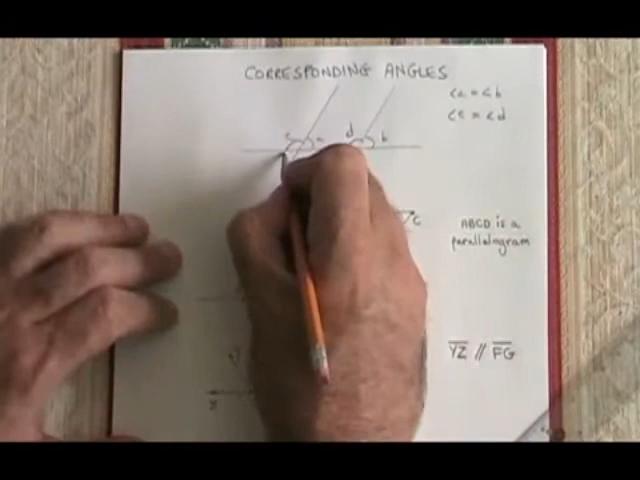 CORRESPONDING ANGLES
<a = <b
<c = <d
c a d b
C
ABCD is a
parallelogram
YZ // FG